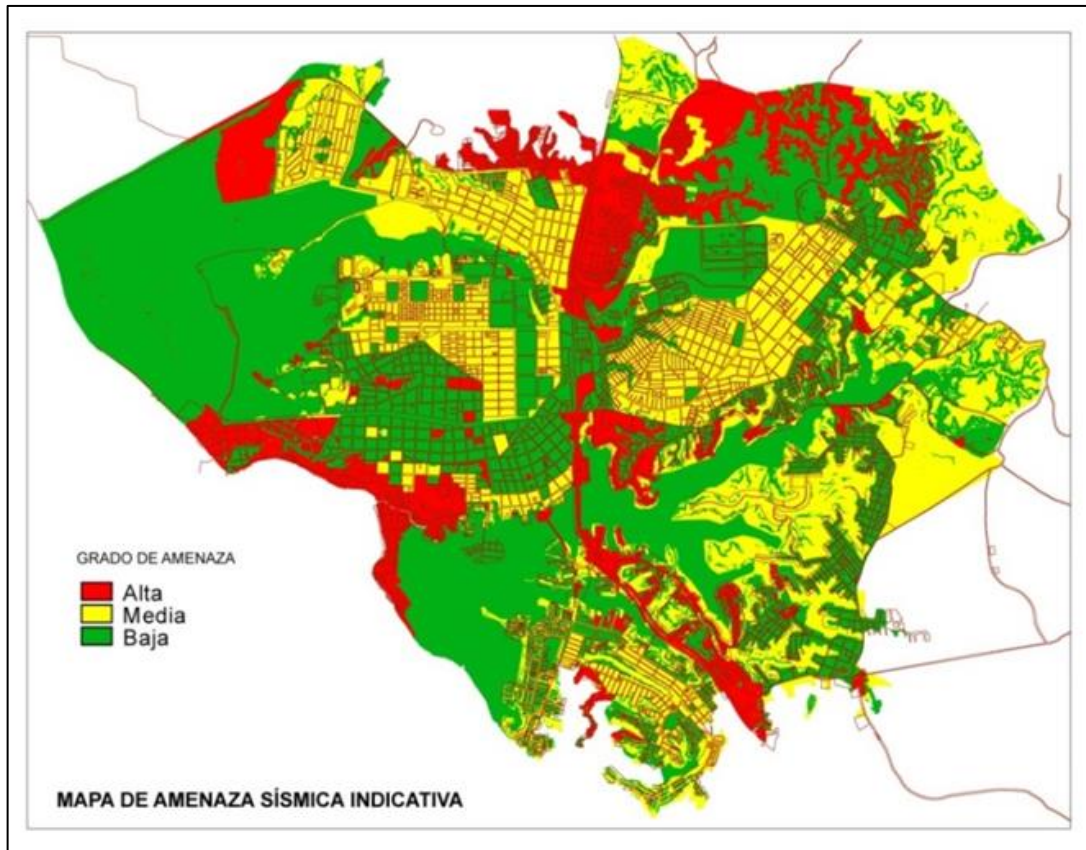 GRADO DE AMENAZA
Alta
Media
Baja
MAPA DE AMENAZA SÍSMICA INDICATIVA